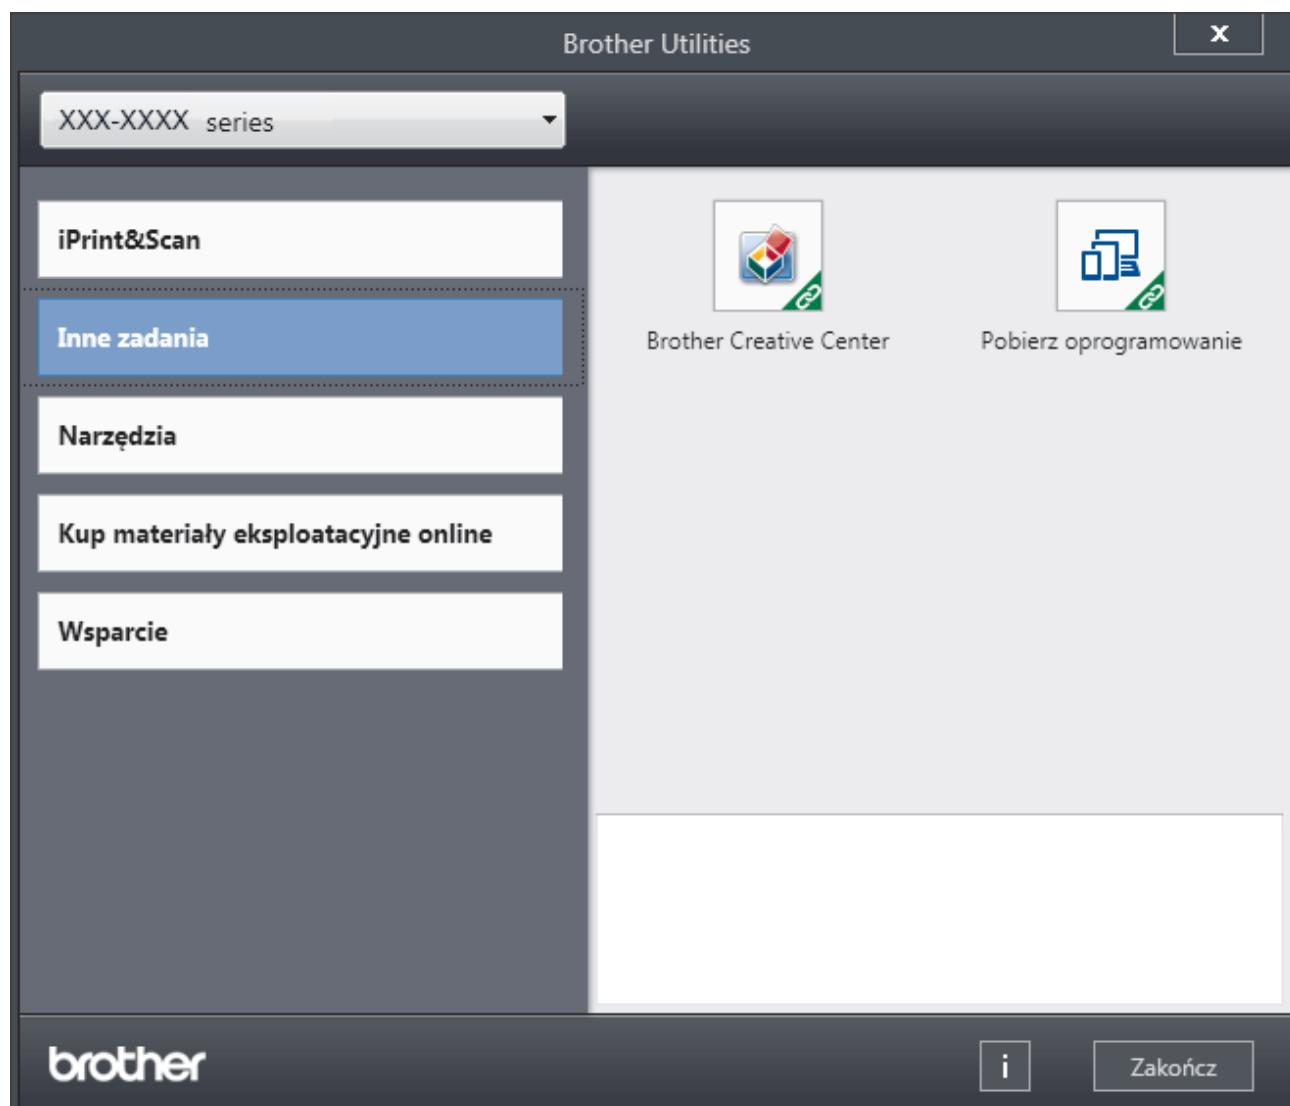 Brother Utilities
x
XXX-XXXX series
iPrint&Scan
Inne zadania
Narzędzia
Kup materiały eksploatacyjne online
Wsparcie
Brother Creative Center
Pobierz oprogramowanie
brother
i
Zakończ